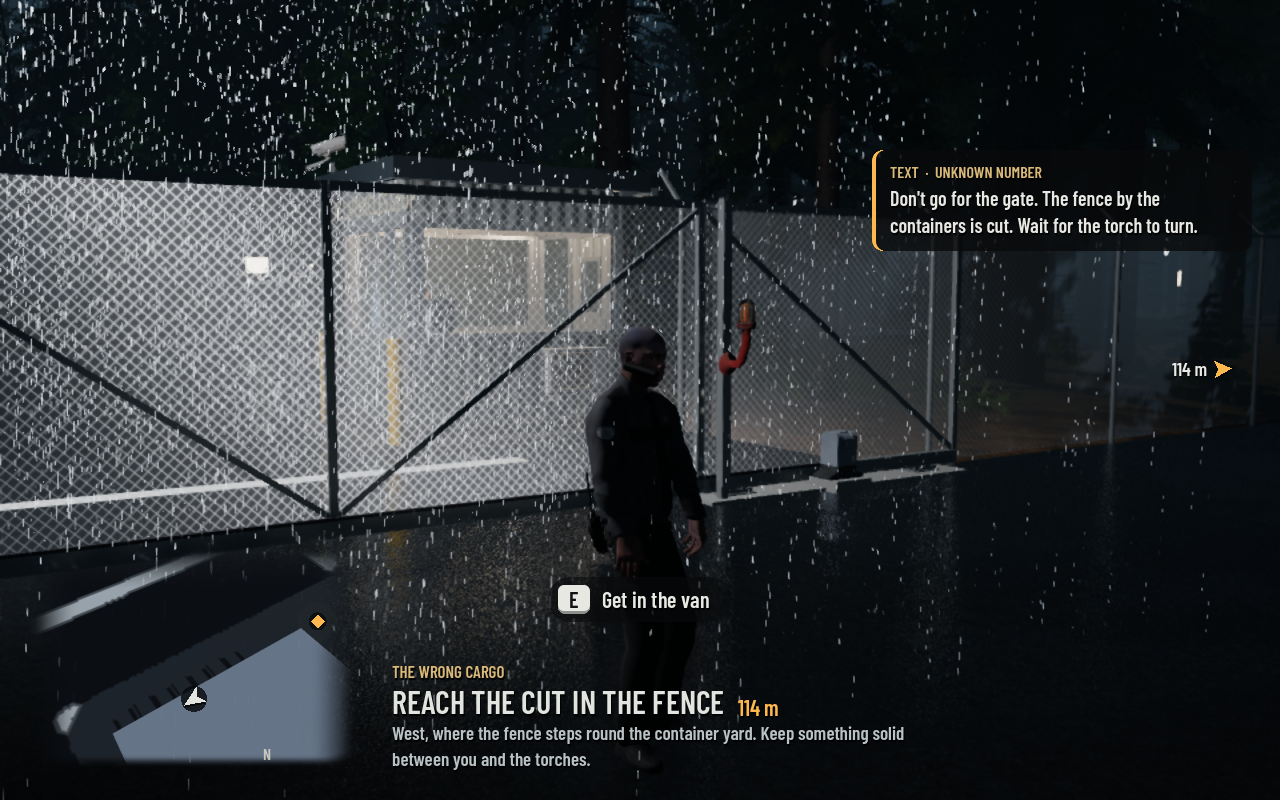 TEXT · UNKNOWN NUMBER
Don't go for the gate. The fence by the
containers is cut. Wait for the torch to turn.
114 m
E Get in the van
THE WRONG CARGO
REACH THE CUT IN THE FENCE 114 m
West, where the fence steps round the container yard. Keep something solid
between you and the torches.
N